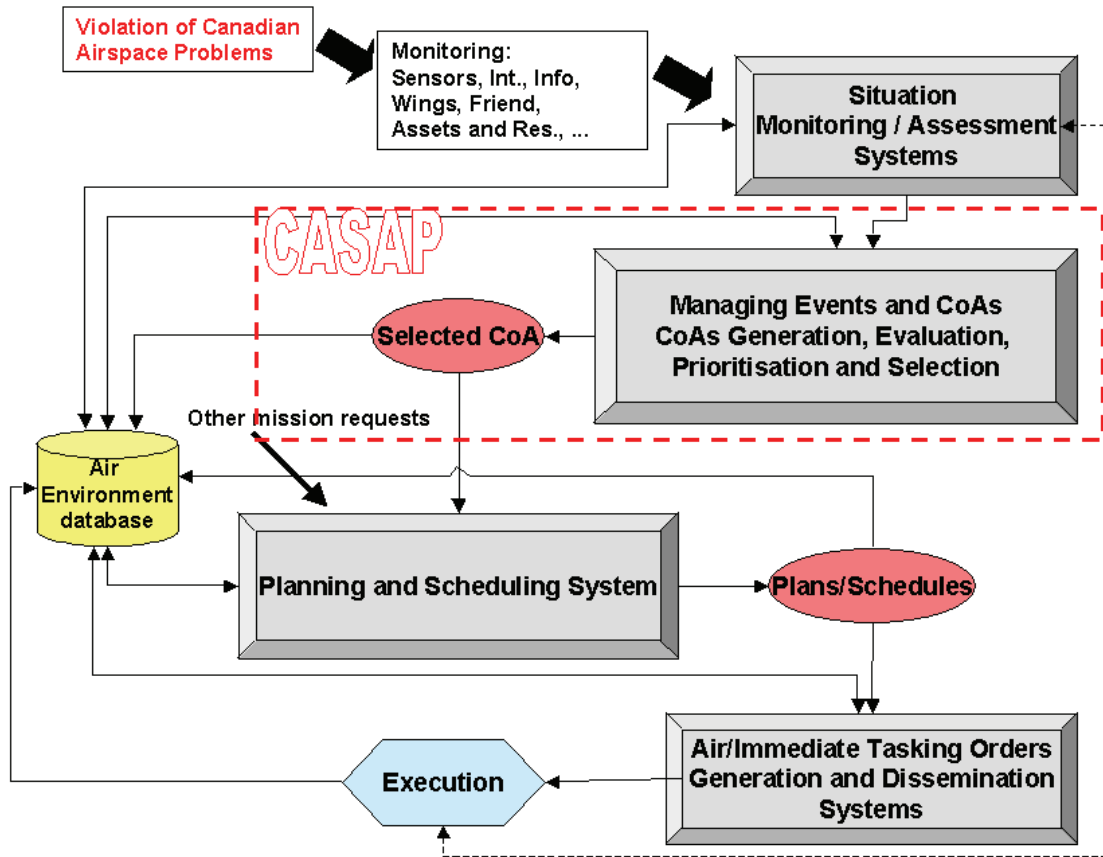 Violation of Canadian
Airspace Problems
Monitoring:
Sensors, Int., Info,
Wings, Friend,
Assets and Res., ...
Situation
Monitoring / Assessment
Systems
CASAP
Managing Events and CoAs
CoAs Generation, Evaluation,
Prioritisation and Selection
Selected CoA
Other mission requests
Air
Environment
database
Planning and Scheduling System
Plans/Schedules
Air/Immediate Tasking Orders
Generation and Dissemination
Systems
Execution